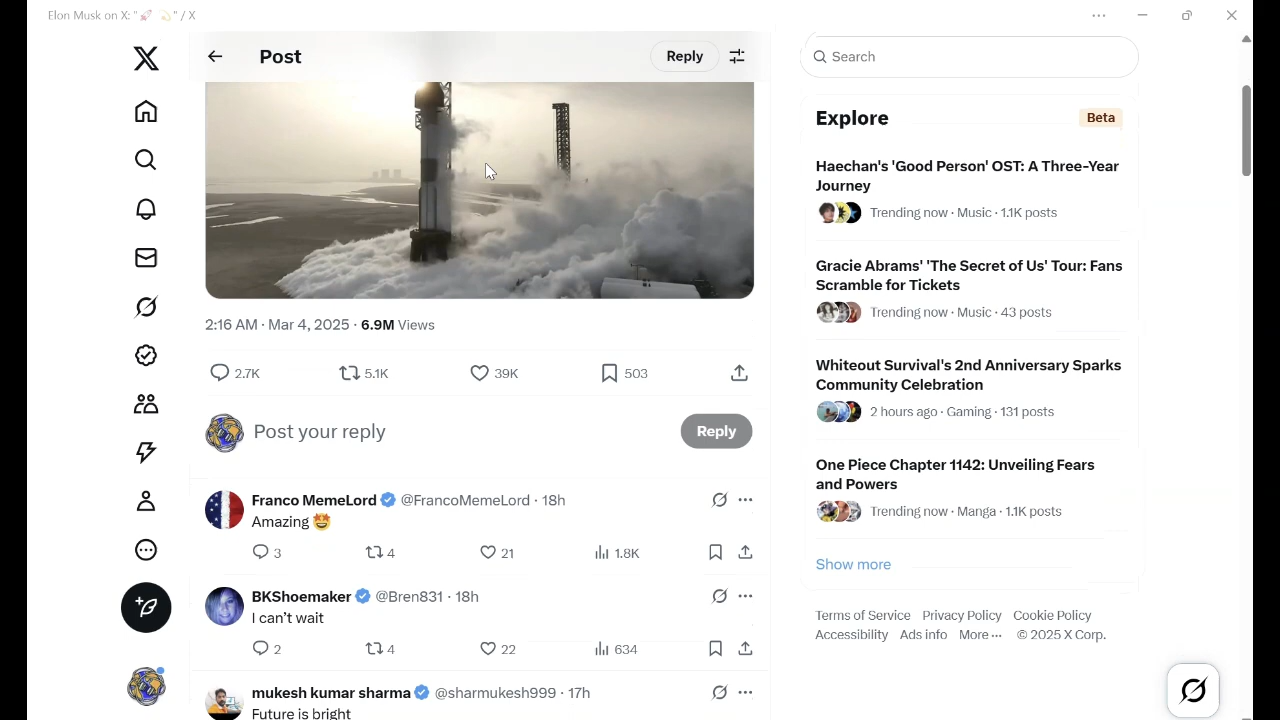 Elon Musk on X: "🚀 💫" / X
Post
Reply
2:16 AM · Mar 4, 2025 · 6.9M Views
2.7K 5.1K 39K 503
Post your reply
Reply
Franco MemeLord @FrancoMemeLord · 18h
Amazing 🤩
3 4 21 1.8K
BKShoemaker @Bren831 · 18h
I can't wait
2 4 22 634
mukesh kumar sharma @sharmukesh999 · 17h
Future is bright
Search
Explore
Beta
Haechan's 'Good Person' OST: A Three-Year
Journey
Trending now · Music · 1.1K posts
Gracie Abrams' 'The Secret of Us' Tour: Fans
Scramble for Tickets
Trending now · Music · 43 posts
Whiteout Survival's 2nd Anniversary Sparks
Community Celebration
2 hours ago · Gaming · 131 posts
One Piece Chapter 1142: Unveiling Fears
and Powers
Trending now · Manga · 1.1K posts
Show more
Terms of Service Privacy Policy Cookie Policy
Accessibility Ads info More ··· © 2025 X Corp.